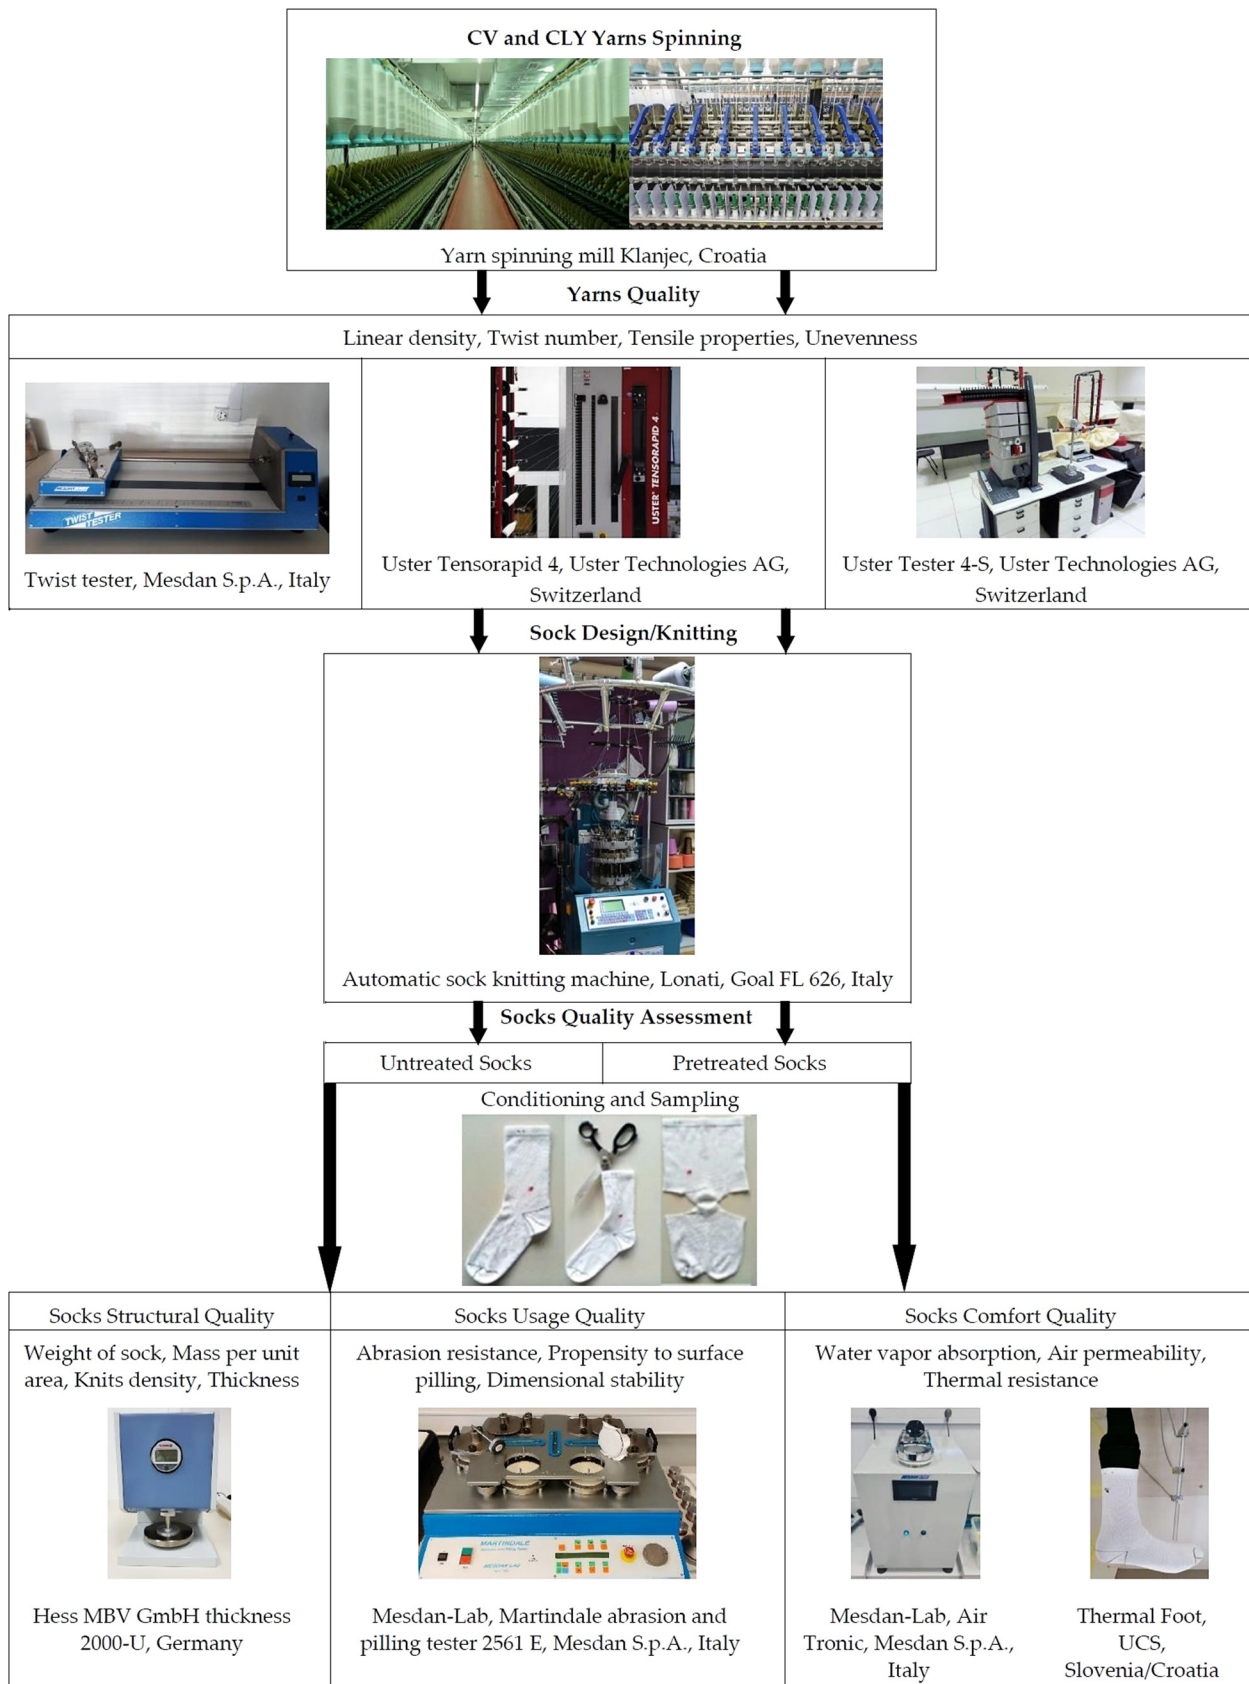 CV and CLY Yarns Spinning
Yarn spinning mill Klanjec, Croatia
Yarns Quality
Linear density, Twist number, Tensile properties, Unevenness
TWIST
TESTER
Twist tester, Mesdan S.p.A., Italy
USTER® TENSORAPID 4
Uster Tensorapid 4, Uster Technologies AG,
Switzerland
Uster Tester 4-S, Uster Technologies AG,
Switzerland
Sock Design/Knitting
Automatic sock knitting machine, Lonati, Goal FL 626, Italy
Socks Quality Assessment
Untreated Socks
Pretreated Socks
Conditioning and Sampling
Socks Structural Quality
Weight of sock, Mass per unit
area, Knits density, Thickness
Hess MBV GmbH thickness
2000-U, Germany
Socks Usage Quality
Abrasion resistance, Propensity to surface
pilling, Dimensional stability
MARTINDALE
MESDAN LAB
Mesdan-Lab, Martindale abrasion and
pilling tester 2561 E, Mesdan S.p.A., Italy
Socks Comfort Quality
Water vapor absorption, Air permeability,
Thermal resistance
Mesdan-Lab, Air
Tronic, Mesdan S.p.A.,
Italy
Thermal Foot,
UCS,
Slovenia/Croatia